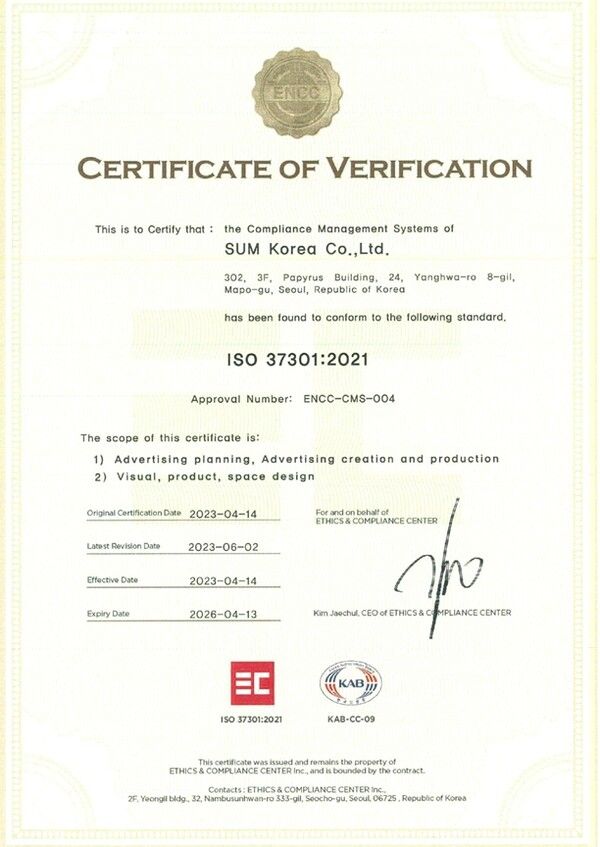 ENCC
CERTIFICATE OF VERIFICATION
This is to Certify that : the Compliance Management Systems of
SUM Korea Co.,Ltd.
302, 3F, Papyrus Building, 24, Yanghwa-ro 8-gil,
Mapo-gu, Seoul, Republic of Korea
has been found to conform to the following standard.
ISO 37301:2021
Approval Number: ENCC-CMS-004
The scope of this certificate is:
1) Advertising planning, Advertising creation and production
2) Visual, product, space design
Original Certification Date 2023-04-14
Latest Revision Date 2023-06-02
Effective Date 2023-04-14
Expiry Date 2026-04-13
For and on behalf of
ETHICS & COMPLIANCE CENTER
Kim Jaechul, CEO of ETHICS & COMPLIANCE CENTER
EC
ISO 37301:2021
KAB
KAB-CC-09
This certificate was issued and remains the property of
ETHICS & COMPLIANCE CENTER Inc., and is bounded by the contract.
Contacts : ETHICS & COMPLIANCE CENTER Inc.,
2F, Yeongil bldg., 32, Nambusunhwan-ro 333-gil, Seocho-gu, Seoul, 06725 , Republic of Korea